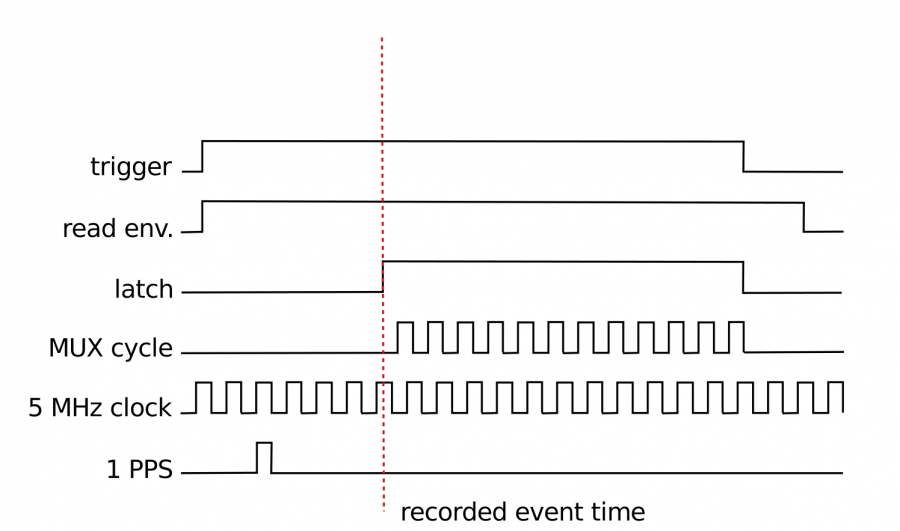 trigger
read env.
latch
MUX cycle
5 MHz clock
1 PPS
recorded event time